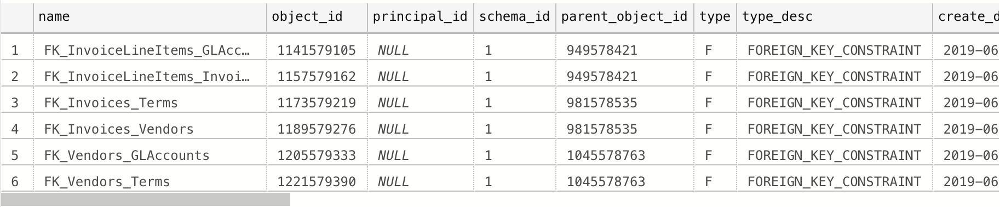 name object_id principal_id schema_id parent_object_id type type_desc create_d
1 FK_InvoiceLineItems_GLAcc… 1141579105 NULL 1 949578421 F FOREIGN_KEY_CONSTRAINT 2019-06
2 FK_InvoiceLineItems_Invoi… 1157579162 NULL 1 949578421 F FOREIGN_KEY_CONSTRAINT 2019-06
3 FK_Invoices_Terms 1173579219 NULL 1 981578535 F FOREIGN_KEY_CONSTRAINT 2019-06
4 FK_Invoices_Vendors 1189579276 NULL 1 981578535 F FOREIGN_KEY_CONSTRAINT 2019-06
5 FK_Vendors_GLAccounts 1205579333 NULL 1 1045578763 F FOREIGN_KEY_CONSTRAINT 2019-06
6 FK_Vendors_Terms 1221579390 NULL 1 1045578763 F FOREIGN_KEY_CONSTRAINT 2019-06